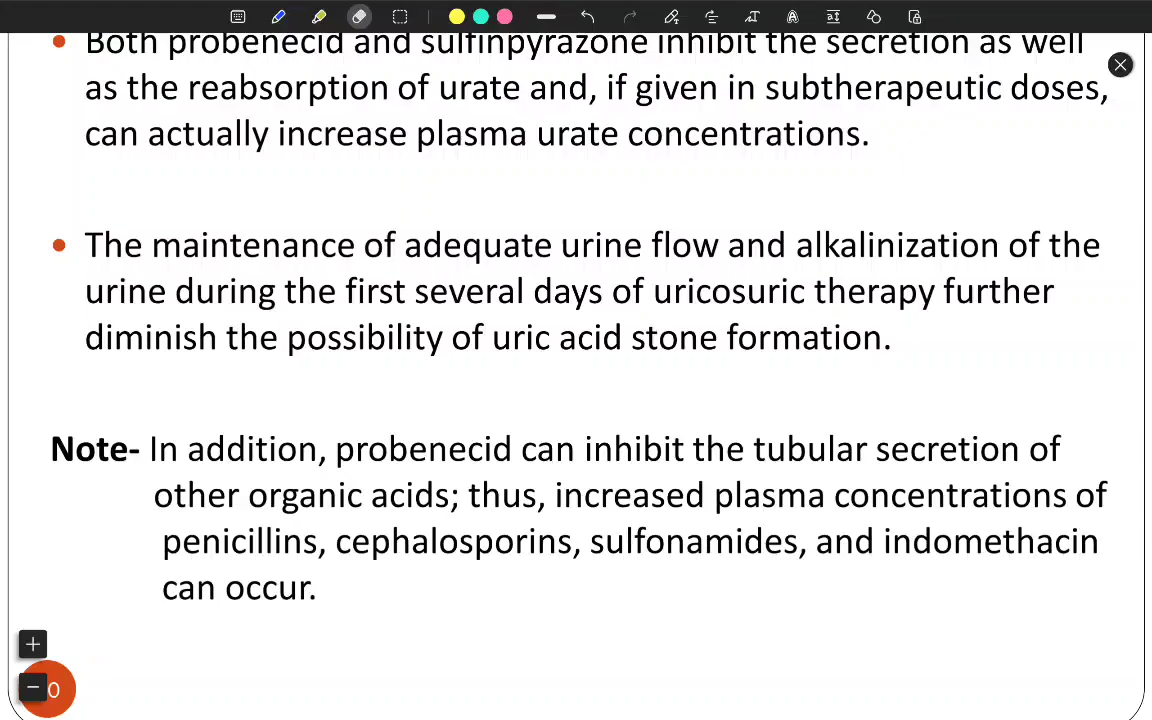 Both probenecid and sulfinpyrazone inhibit the secretion as well
as the reabsorption of urate and, if given in subtherapeutic doses,
can actually increase plasma urate concentrations.
The maintenance of adequate urine flow and alkalinization of the
urine during the first several days of uricosuric therapy further
diminish the possibility of uric acid stone formation.
Note- In addition, probenecid can inhibit the tubular secretion of
other organic acids; thus, increased plasma concentrations of
penicillins, cephalosporins, sulfonamides, and indomethacin
can occur.